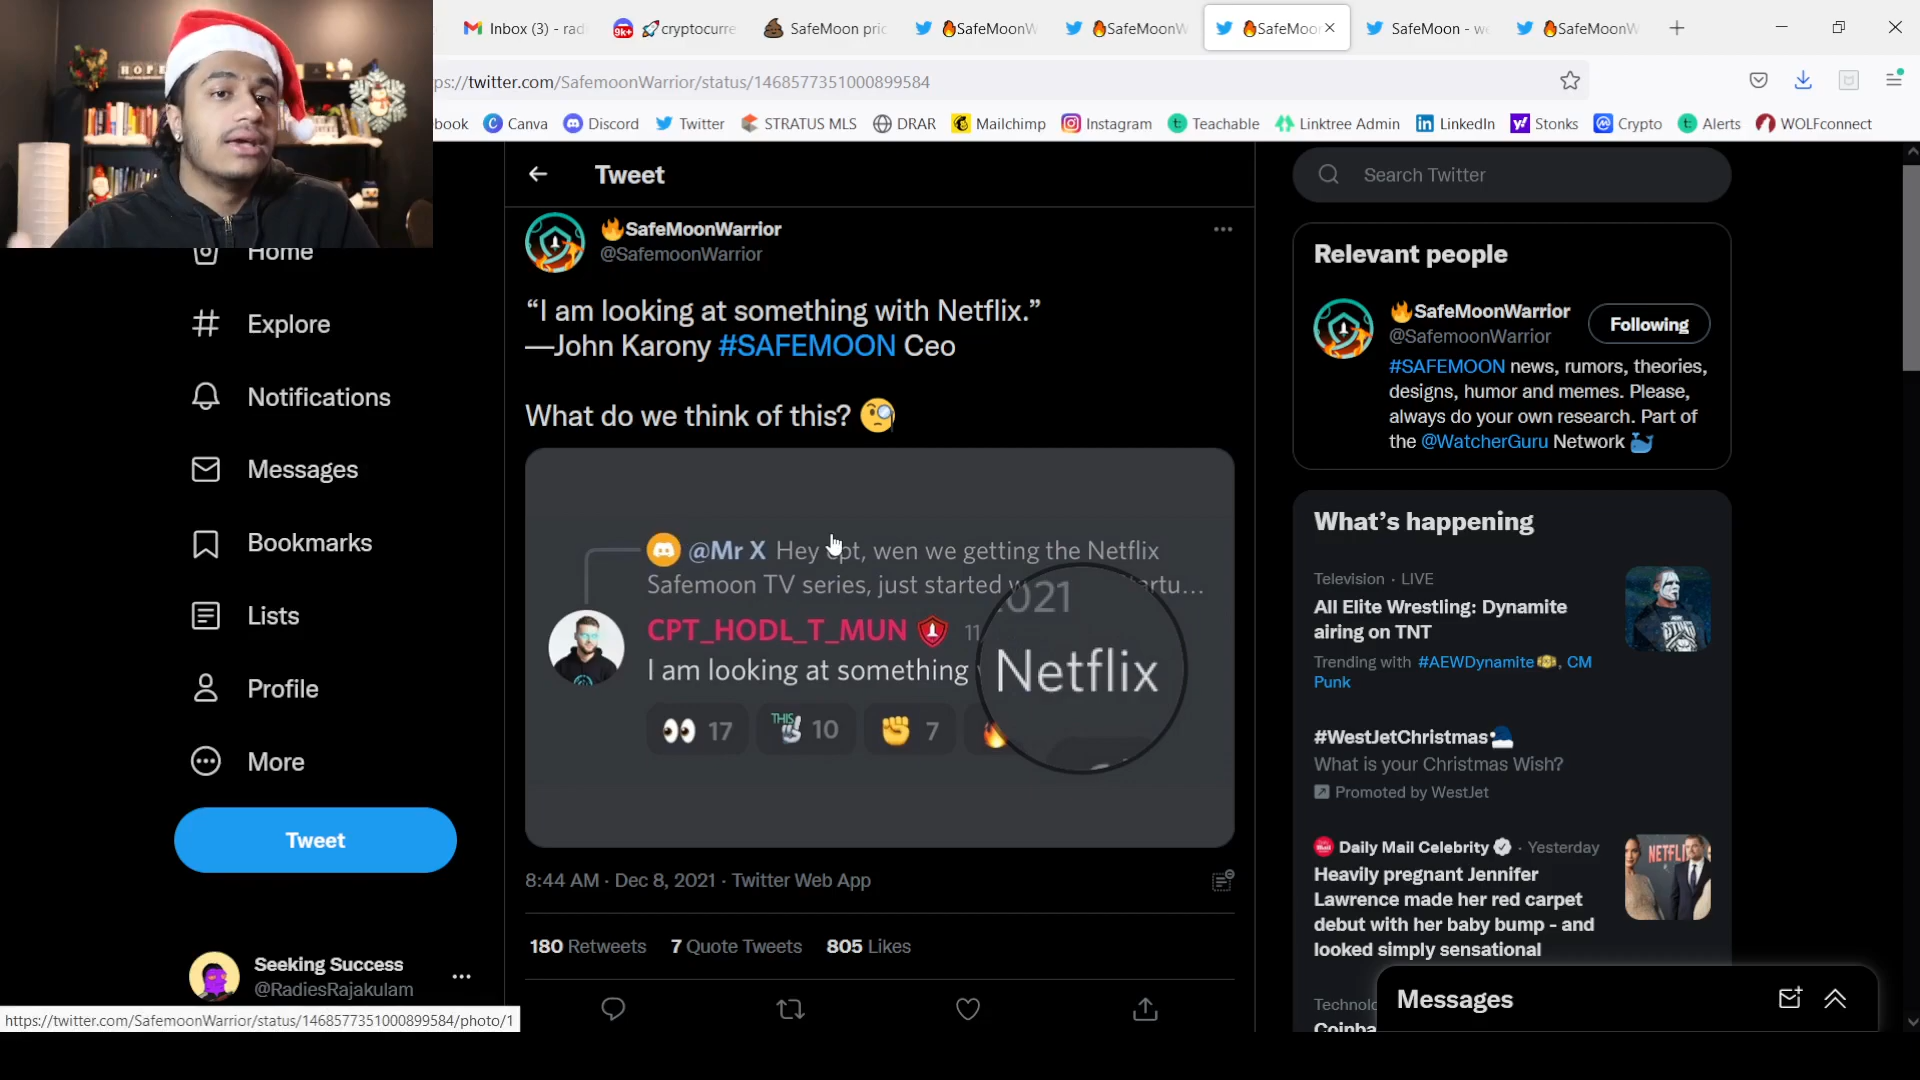 HOPE
Inbox (3) - rad
9K+ 🚀cryptocurre
SafeMoon pric
🔥SafeMoonW
🔥SafeMoonW
🔥SafeMoo
SafeMoon - we
🔥SafeMoonW
ps://twitter.com/SafemoonWarrior/status/1468577351000899584
book Canva Discord Twitter STRATUS MLS DRAR Mailchimp Instagram Teachable Linktree Admin LinkedIn Stonks Crypto Alerts WOLFconnect
Home
Explore
Notifications
Messages
Bookmarks
Lists
Profile
More
Tweet
Seeking Success
@RadiesRajakulam
https://twitter.com/SafemoonWarrior/status/1468577351000899584/photo/1
Tweet
🔥SafeMoonWarrior
@SafemoonWarrior
“I am looking at something with Netflix.”
—John Karony #SAFEMOON Ceo
What do we think of this? 🧐
@Mr X Hey cpt, wen we getting the Netflix
Safemoon TV series, just started w artu...
CPT_HODL_T_MUN 11
2021
I am looking at something
Netflix
👀 17 THIS 10 ✊ 7 🔥
8:44 AM · Dec 8, 2021 · Twitter Web App
180 Retweets 7 Quote Tweets 805 Likes
Search Twitter
Relevant people
🔥SafeMoonWarrior
@SafemoonWarrior
Following
#SAFEMOON news, rumors, theories,
designs, humor and memes. Please,
always do your own research. Part of
the @WatcherGuru Network 🐳
What’s happening
Television · LIVE
All Elite Wrestling: Dynamite
airing on TNT
Trending with #AEWDynamite, CM
Punk
#WestJetChristmas
What is your Christmas Wish?
Promoted by WestJet
Daily Mail Celebrity · Yesterday
Heavily pregnant Jennifer
Lawrence made her red carpet
debut with her baby bump - and
looked simply sensational
NETFLI
Technolo
Coinba
Messages